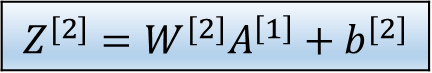 Z^[2] = W^[2]A^[1] + b^[2]